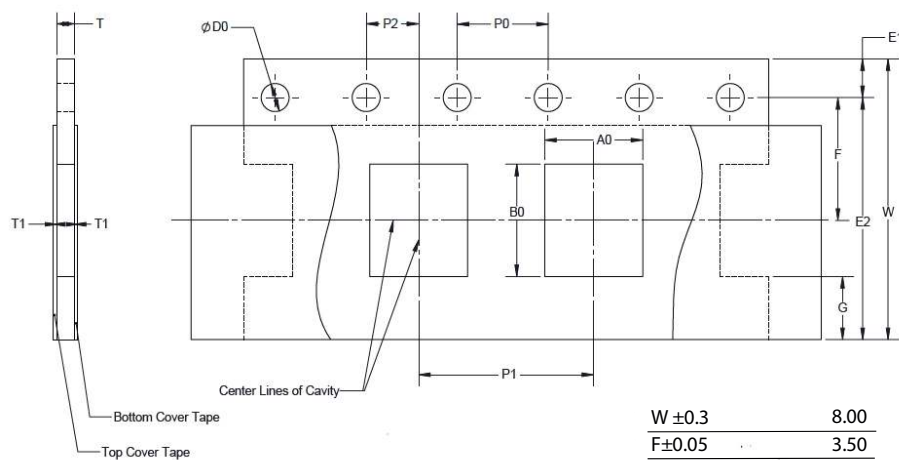 T
P2
P0
E1
ϕD0
A0
F
T1
T1
B0
E2
W
G
P1
Center Lines of Cavity
Bottom Cover Tape
Top Cover Tape
W ±0.3 8.00
F±0.05 3.50